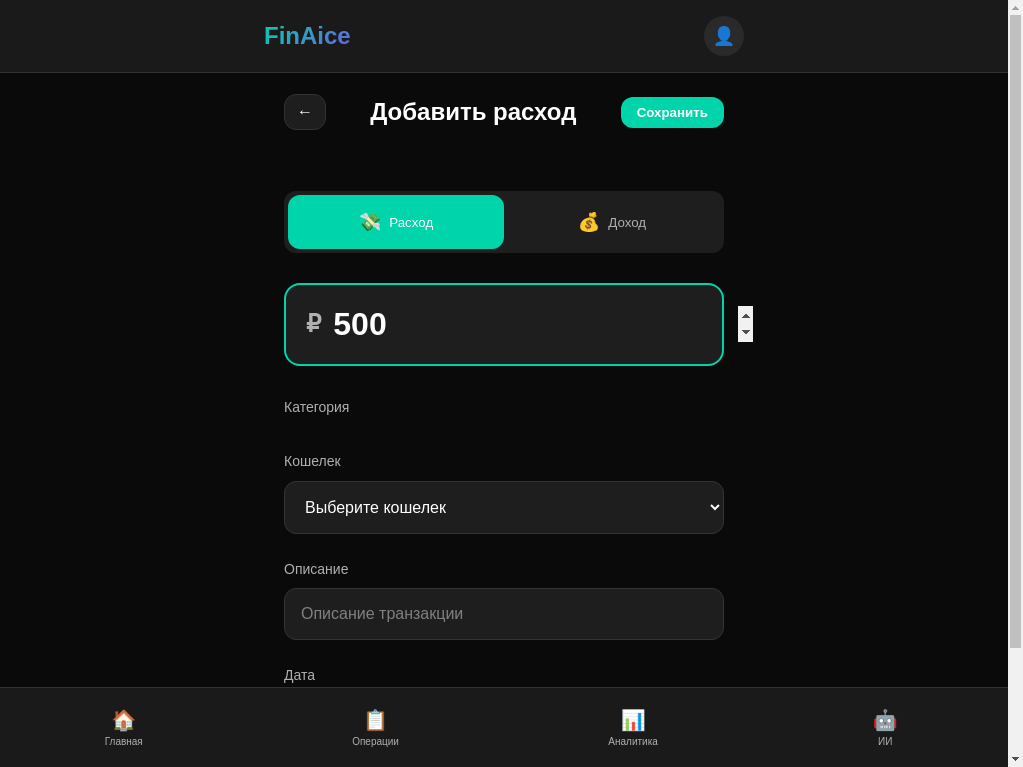 FinAice
←
Добавить расход
Сохранить
Расход
Доход
₽ 500
Категория
Кошелек
Выберите кошелек
Описание
Описание транзакции
Дата
Главная
Операции
Аналитика
ИИ